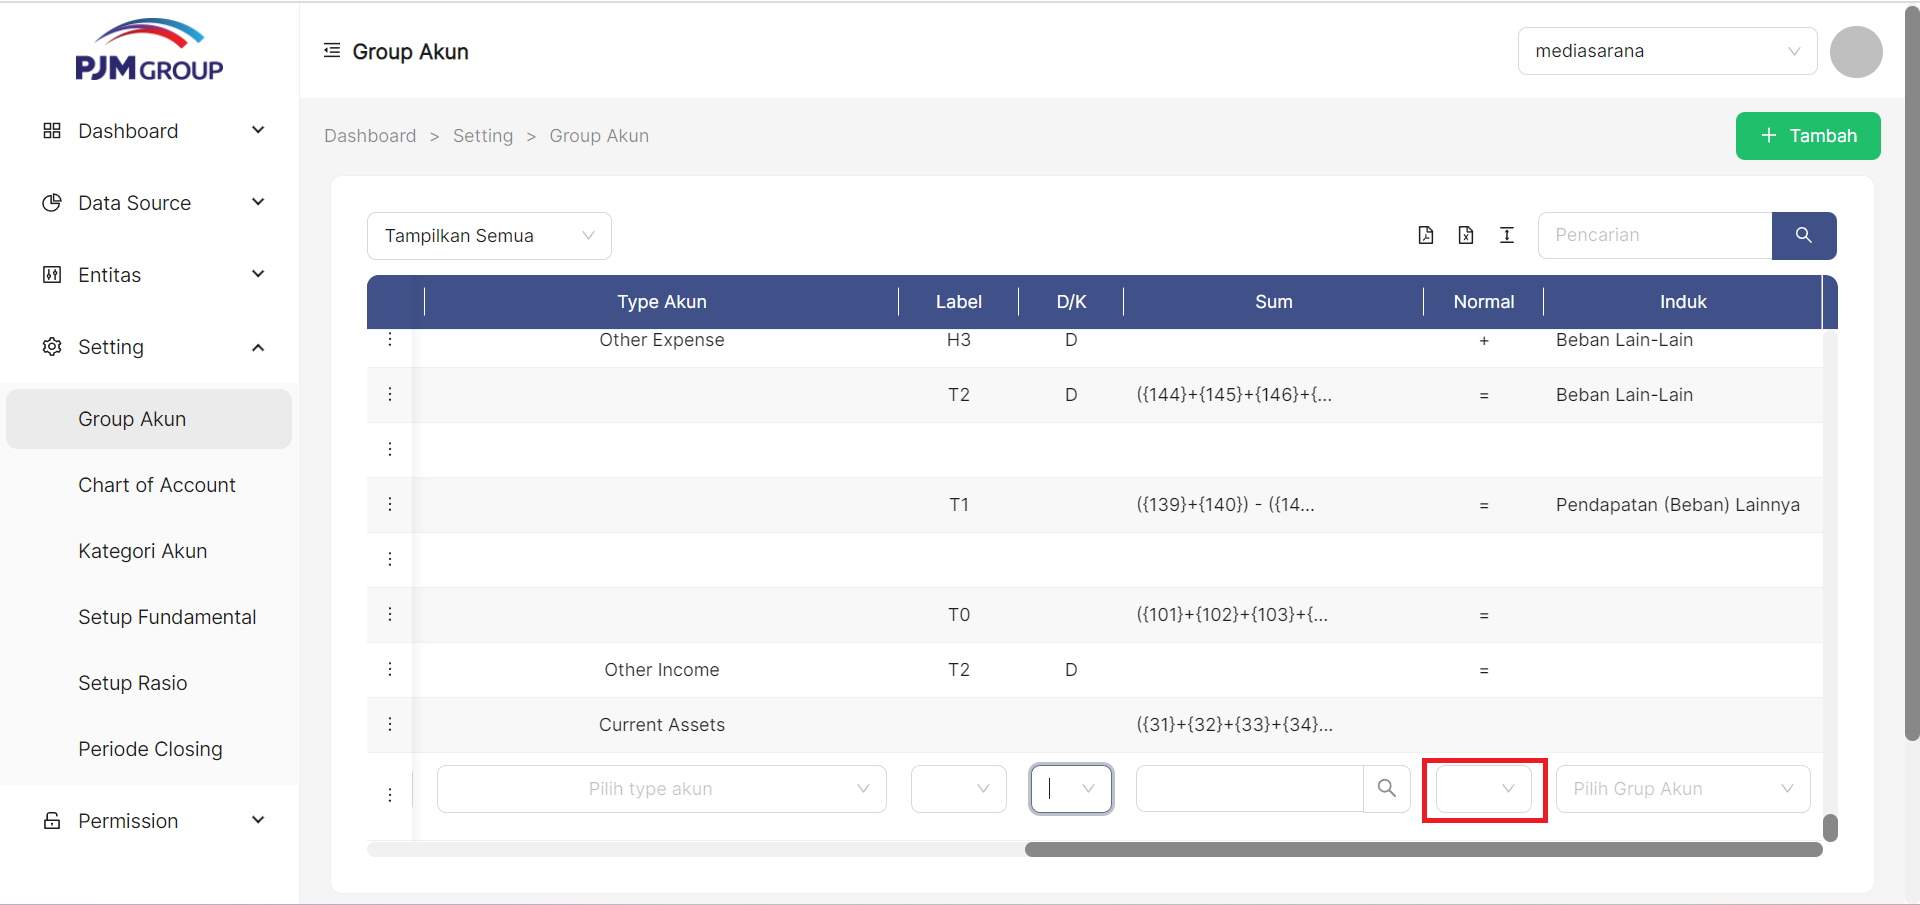 PJM GROUP
Group Akun
mediasarana
Dashboard
Data Source
Entitas
Setting
Group Akun
Chart of Account
Kategori Akun
Setup Fundamental
Setup Rasio
Periode Closing
Permission
Dashboard > Setting > Group Akun
+ Tambah
Tampilkan Semua
Pencarian
Type Akun Label D/K Sum Normal Induk
Other Expense H3 D + Beban Lain-Lain
T2 D ({144}+{145}+{146}+{... = Beban Lain-Lain
T1 ({139}+{140}) - ({14... = Pendapatan (Beban) Lainnya
T0 ({101}+{102}+{103}+{... =
Other Income T2 D =
Current Assets ({31}+{32}+{33}+{34}...
Pilih type akun Pilih Grup Akun